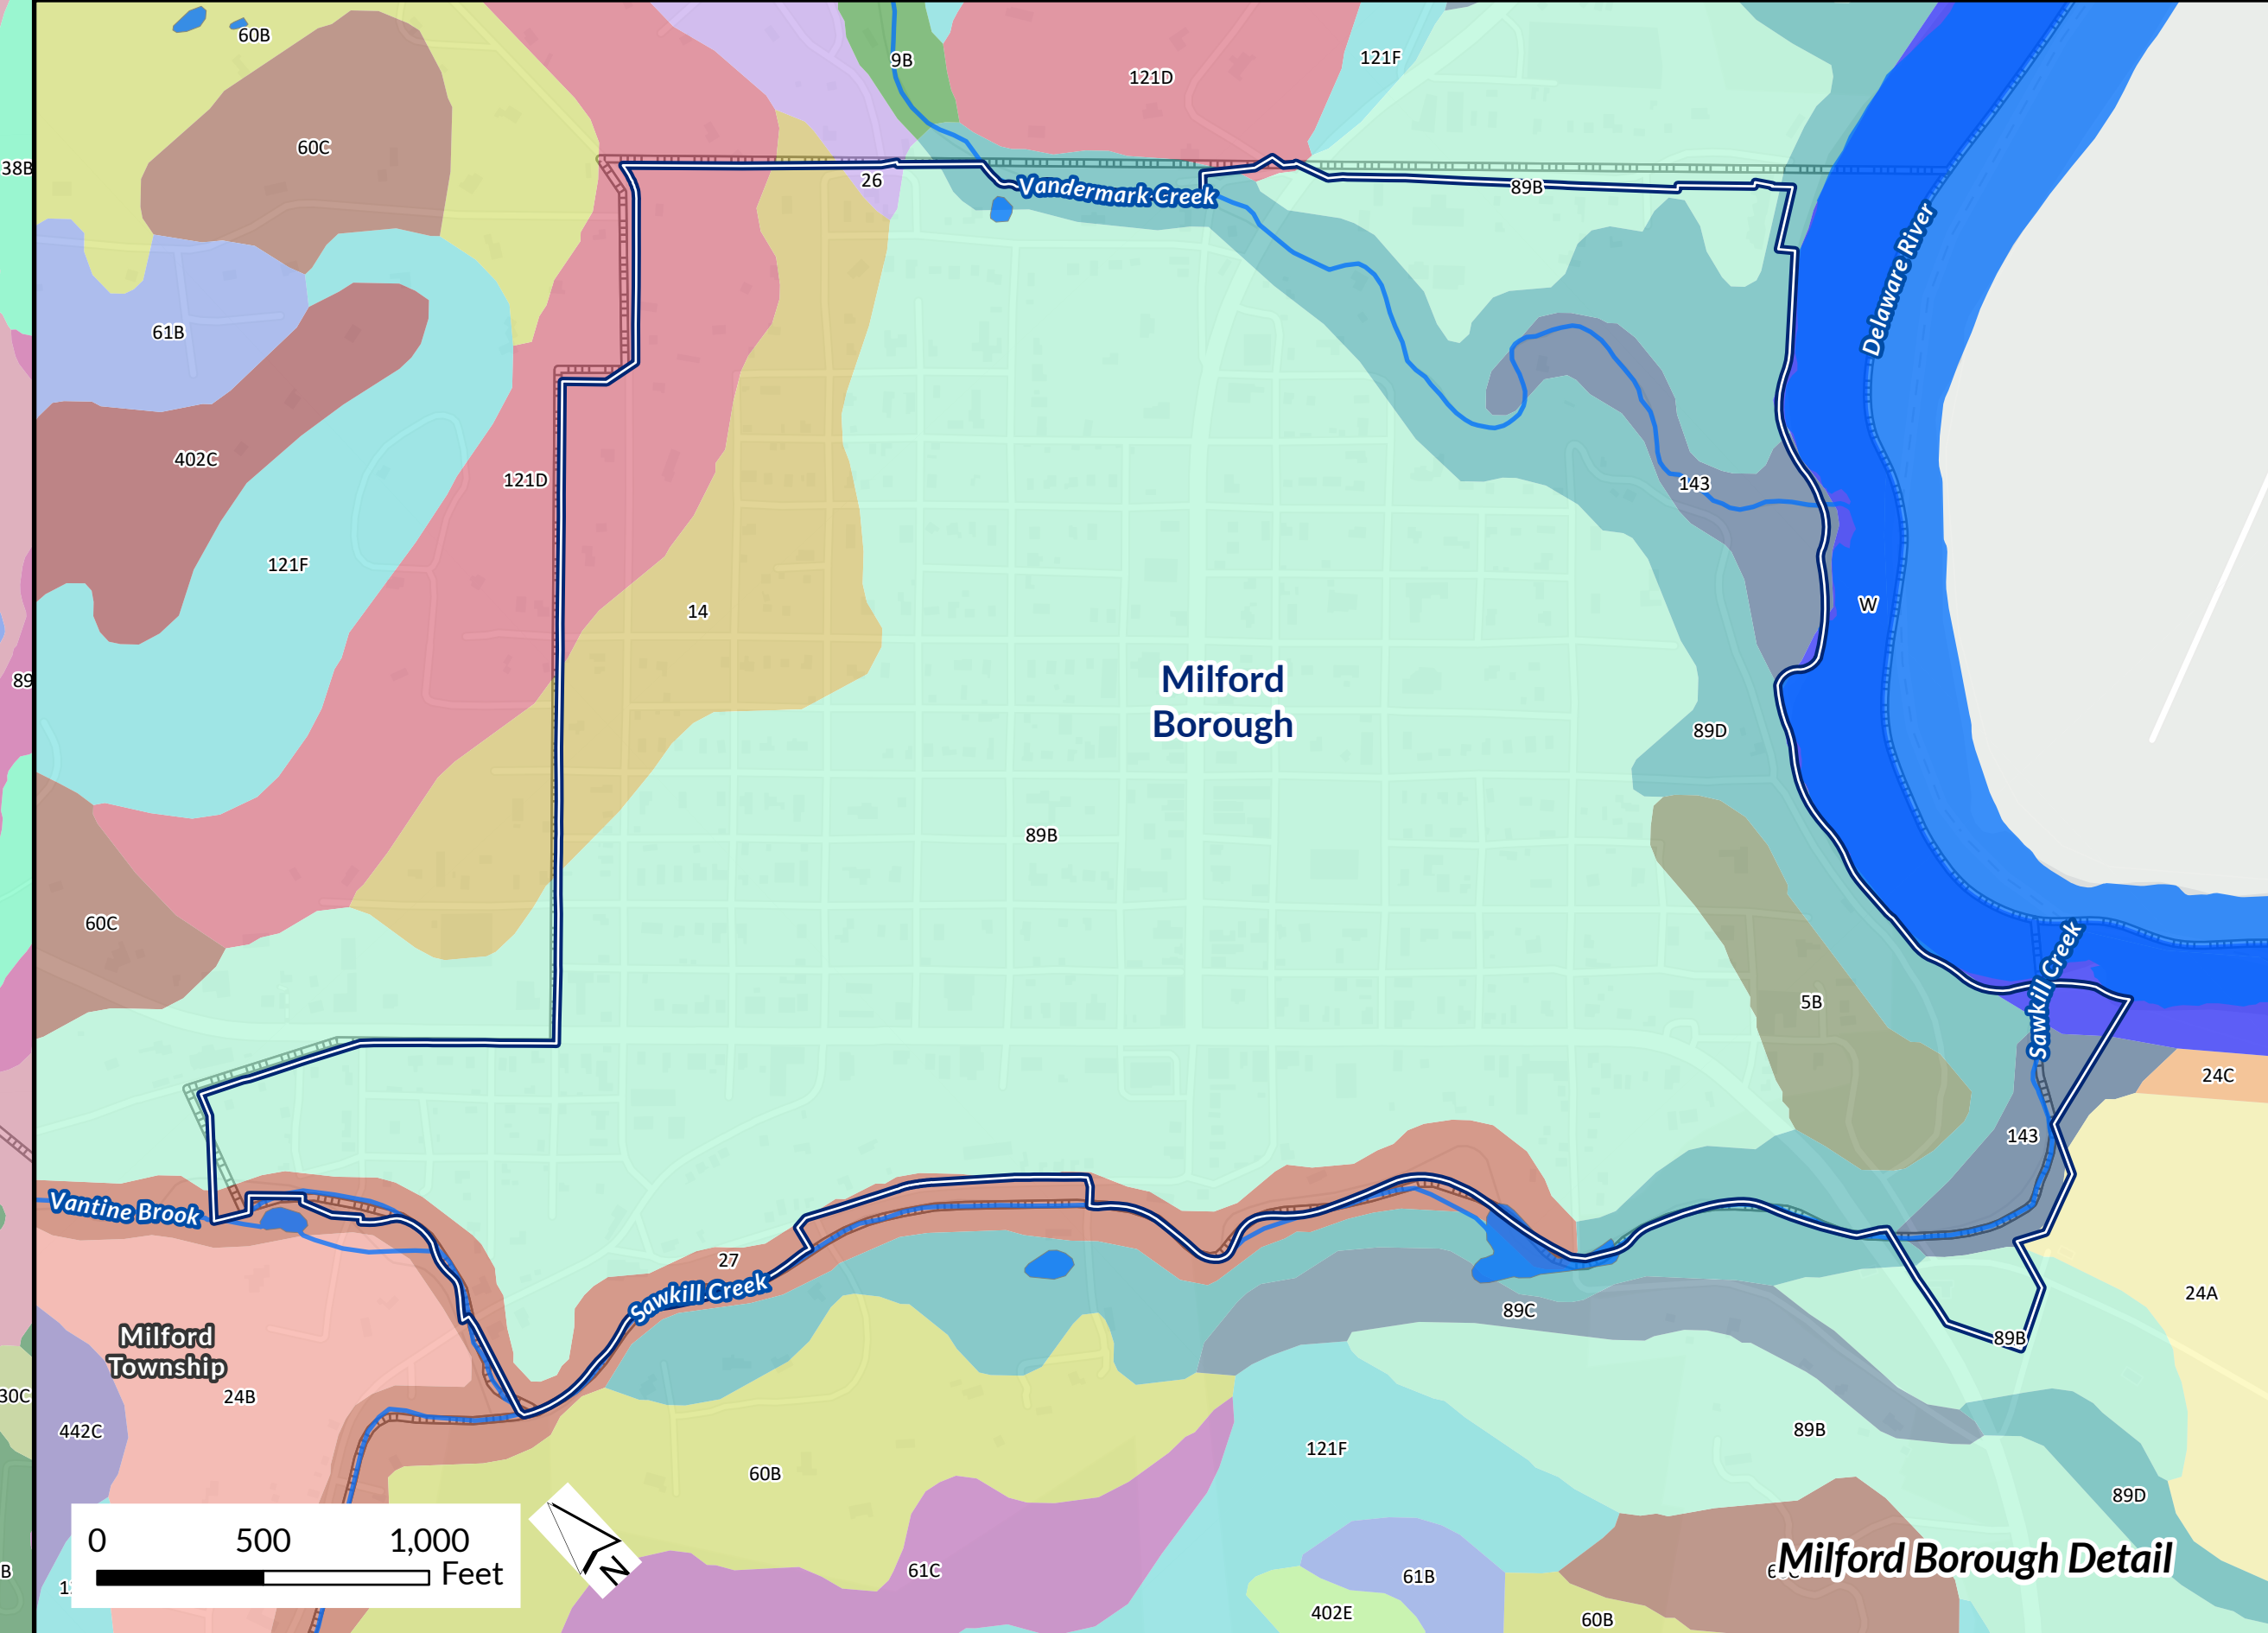 60B
9B
121D
121F
60C
38B
26
Vandermark Creek
89B
Delaware River
61B
402C
121D
143
121F
14
W
Milford
Borough
89
89D
89B
60C
Sawkill Creek
5B
24C
143
Vantine Brook
27
Sawkill Creek
24A
89C
Milford
Township
89B
30C
24B
442C
89B
121F
60B
89D
0 500 1,000
Feet
N
61C
61B
Milford Borough Detail
B
402E
60B